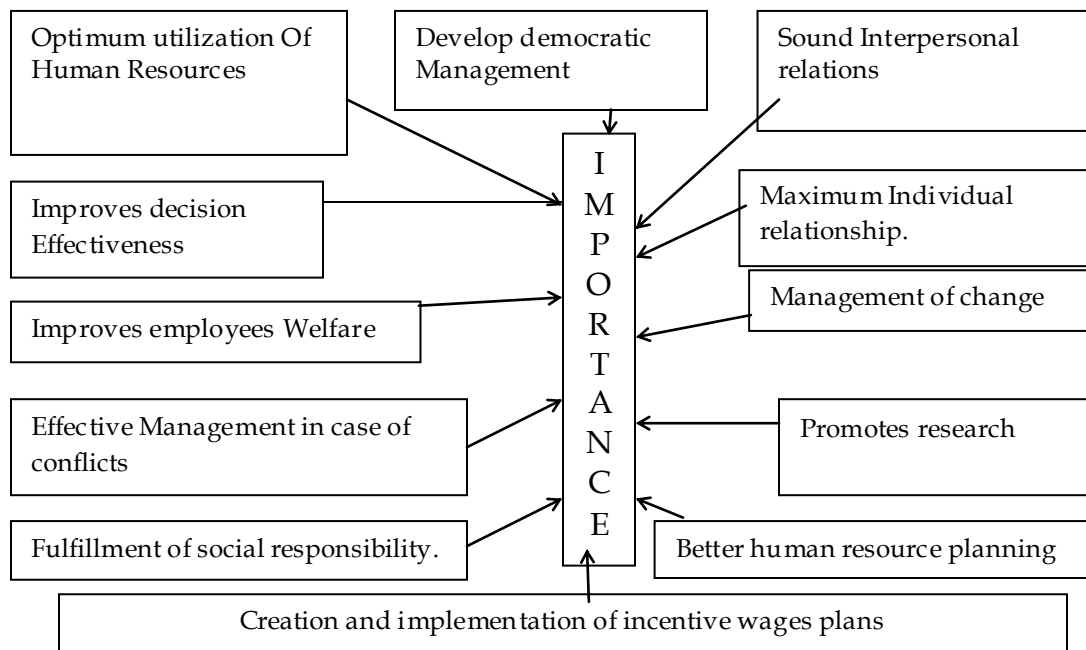 Optimum utilization Of
Human Resources
Develop democratic
Management
Sound Interpersonal
relations
Improves decision
Effectiveness
Maximum Individual
relationship.
Improves employees Welfare
Management of change
Effective Management in case of
conflicts
Promotes research
Fulfillment of social responsibility.
Better human resource planning
I
M
P
O
R
T
A
N
C
E
Creation and implementation of incentive wages plans